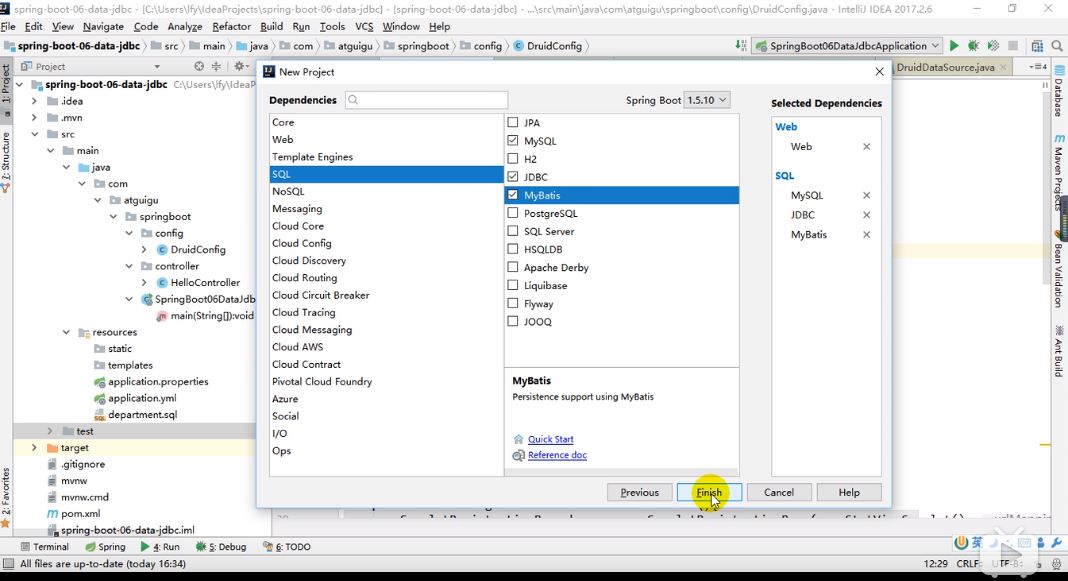 spring-boot-06-data-jdbc - [C:\Users\lfy\IdeaProjects\spring-boot-06-data-jdbc] - [spring-boot-06-data-jdbc] - ...\src\main\java\com\atguigu\springboot\config\DruidConfig.java - IntelliJ IDEA 2017.2.6
File Edit View Navigate Code Analyze Refactor Build Run Tools VCS Window Help
spring-boot-06-data-jdbc src main java com atguigu springboot config DruidConfig
SpringBoot06DataJdbcApplication
Project
DruidDataSource.java
1: Project
7: Structure
2: Favorites
spring-boot-06-data-jdbc C:\Users\lfy\IdeaP
.idea
.mvn
src
main
java
com
atguigu
springboot
config
DruidConfig
controller
HelloController
SpringBoot06DataJdb
main(String[]):void
resources
static
templates
application.properties
application.yml
department.sql
test
target
.gitignore
mvnw
mvnw.cmd
pom.xml
spring-boot-06-data-jdbc.iml
New Project
Dependencies
Spring Boot 1.5.10
Core
Web
Template Engines
SQL
NoSQL
Messaging
Cloud Core
Cloud Config
Cloud Discovery
Cloud Routing
Cloud Circuit Breaker
Cloud Tracing
Cloud Messaging
Cloud AWS
Cloud Contract
Pivotal Cloud Foundry
Azure
Social
I/O
Ops
JPA
MySQL
H2
JDBC
MyBatis
PostgreSQL
SQL Server
HSQLDB
Apache Derby
Liquibase
Flyway
JOOQ
MyBatis
Persistence support using MyBatis
Quick Start
Reference doc
Selected Dependencies
Web
Web
SQL
MySQL
JDBC
MyBatis
Previous Finish Cancel Help
Database
Maven Projects
Bean Validation
Ant Build
Terminal Spring 4: Run 5: Debug 6: TODO
英
All files are up-to-date (today 16:34)
12:29 CRLF UTF-8